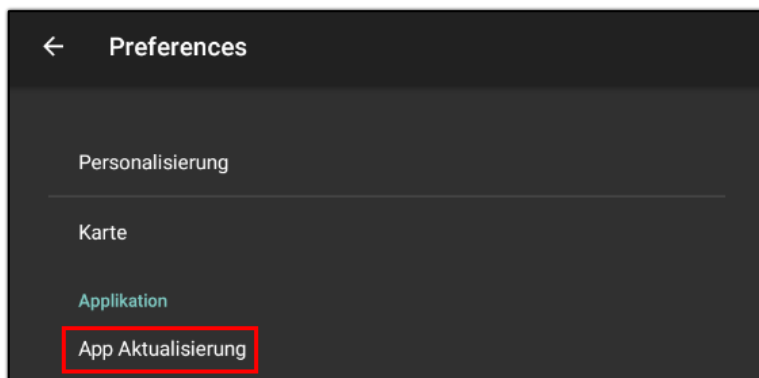 Preferences
Personalisierung
Karte
Applikation
App Aktualisierung